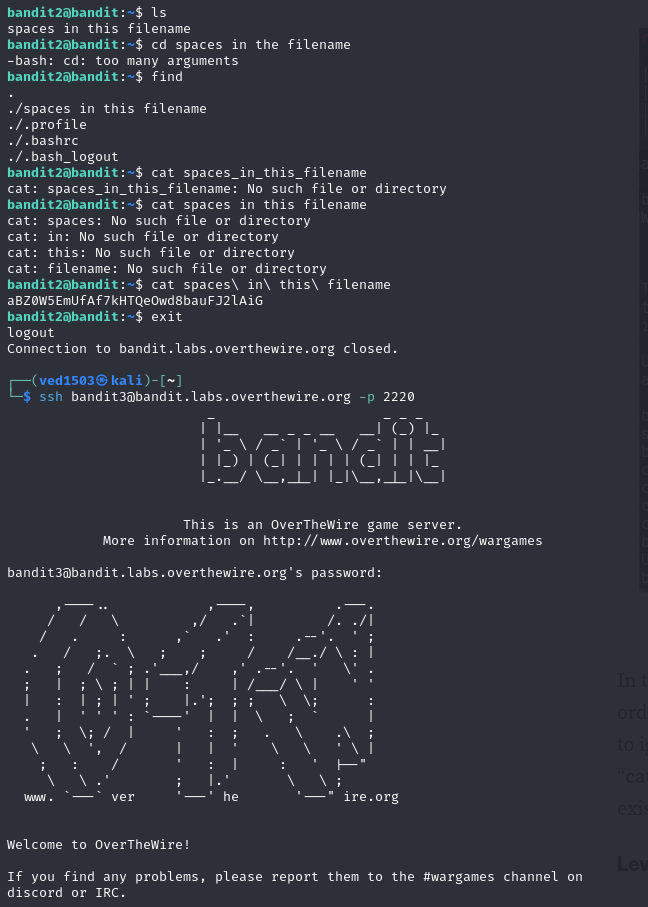 bandit2@bandit:~$ ls
spaces in this filename
bandit2@bandit:~$ cd spaces in the filename
-bash: cd: too many arguments
bandit2@bandit:~$ find
.
./spaces in this filename
./.profile
./.bashrc
./.bash_logout
bandit2@bandit:~$ cat spaces_in_this_filename
cat: spaces_in_this_filename: No such file or directory
bandit2@bandit:~$ cat spaces in this filename
cat: spaces: No such file or directory
cat: in: No such file or directory
cat: this: No such file or directory
cat: filename: No such file or directory
bandit2@bandit:~$ cat spaces\ in\ this\ filename
aBZ0W5EmUfAf7kHTQeOwd8bauFJ2lAiG
bandit2@bandit:~$ exit
logout
Connection to bandit.labs.overthewire.org closed.
┌──(ved1503㉿kali)-[~]
└─$ ssh bandit3@bandit.labs.overthewire.org -p 2220
bandit
This is an OverTheWire game server.
More information on http://www.overthewire.org/wargames
bandit3@bandit.labs.overthewire.org's password:
www. ver he ire.org
Welcome to OverTheWire!
If you find any problems, please report them to the #wargames channel on
discord or IRC.
In t
ord
to i
“cat
exis
Lev